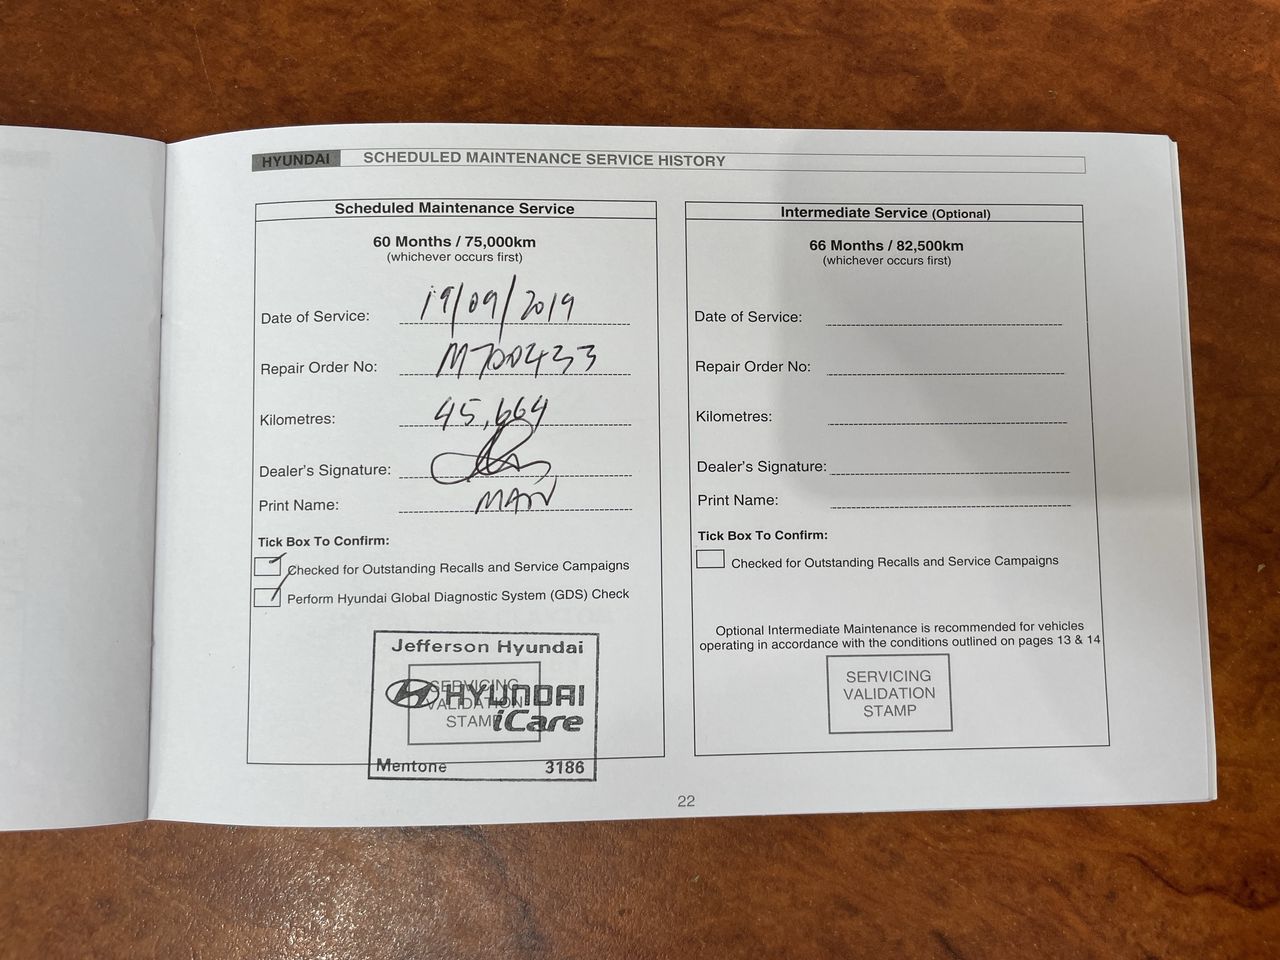 HYUNDAI SCHEDULED MAINTENANCE SERVICE HISTORY
Scheduled Maintenance Service
60 Months / 75,000km
(whichever occurs first)
Date of Service: 19/09/2019
Repair Order No: M700433
Kilometres: 45,664
Dealer's Signature:
Print Name:
Tick Box To Confirm:
Checked for Outstanding Recalls and Service Campaigns
Perform Hyundai Global Diagnostic System (GDS) Check
Jefferson Hyundai
HYUNDAI
iCare
SERVICING
VALIDATION
STAMP
Mentone 3186
Intermediate Service (Optional)
66 Months / 82,500km
(whichever occurs first)
Date of Service:
Repair Order No:
Kilometres:
Dealer's Signature:
Print Name:
Tick Box To Confirm:
Checked for Outstanding Recalls and Service Campaigns
Optional Intermediate Maintenance is recommended for vehicles
operating in accordance with the conditions outlined on pages 13 & 14
SERVICING
VALIDATION
STAMP
22